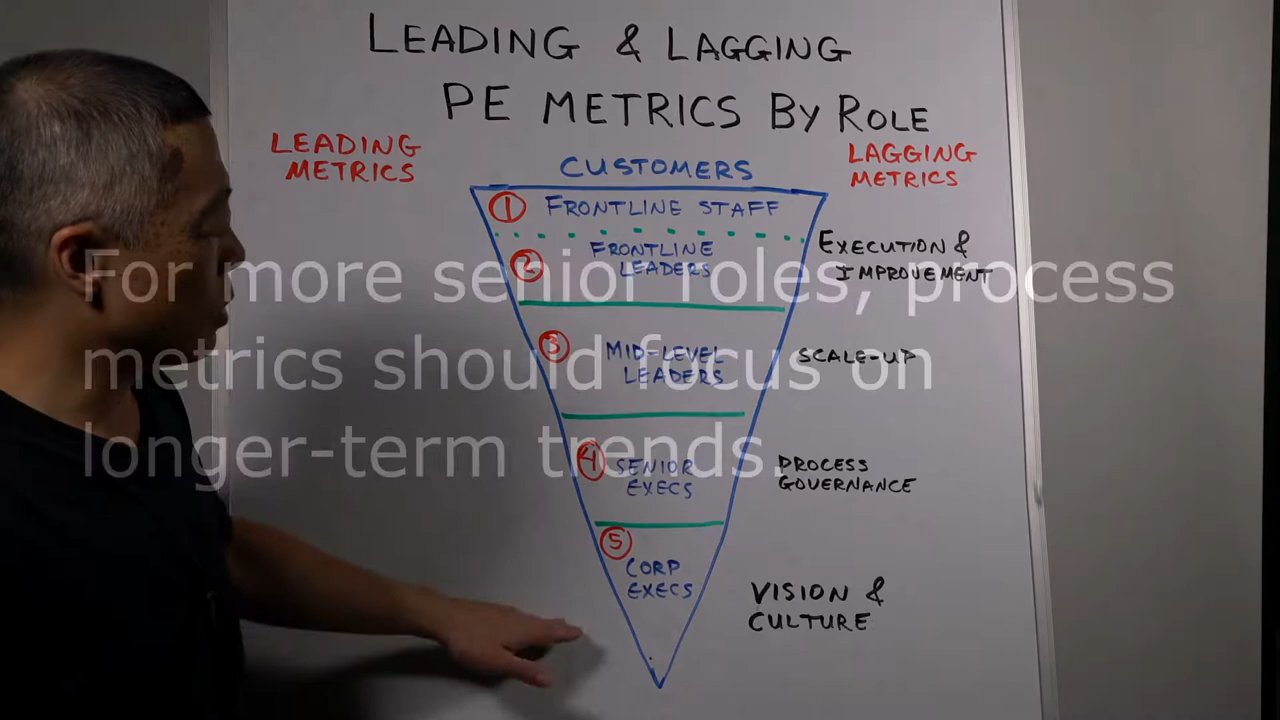 LEADING & LAGGING
PE METRICS BY ROLE
LEADING
METRICS
CUSTOMERS
LAGGING
METRICS
1 FRONTLINE STAFF
2 FRONTLINE
LEADERS
EXECUTION &
IMPROVEMENT
For more senior roles, process
metrics should focus on
longer-term trends.
3 MID-LEVEL
LEADERS
SCALE-UP
4 SENIOR
EXECS
PROCESS
GOVERNANCE
5
CORP
EXECS
VISION &
CULTURE